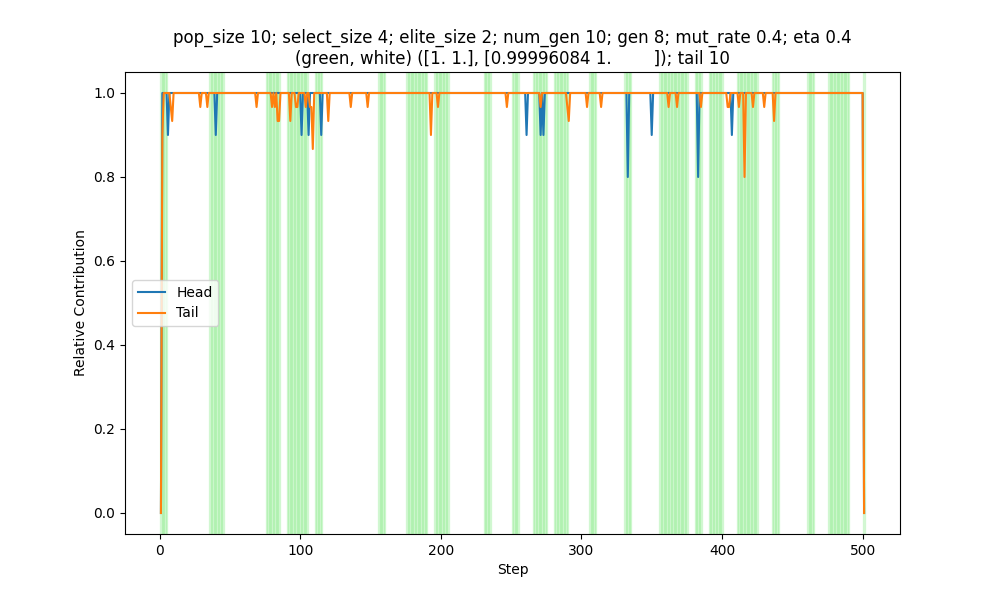 pop_size 10; select_size 4; elite_size 2; num_gen 10; gen 8; mut_rate 0.4; eta 0.4
(green, white) ([1. 1.], [0.99996084 1.         ]); tail 10
1.0
0.8
0.6
0.4
0.2
0.0
Relative Contribution
Head
Tail
0
100
200
300
400
500
Step